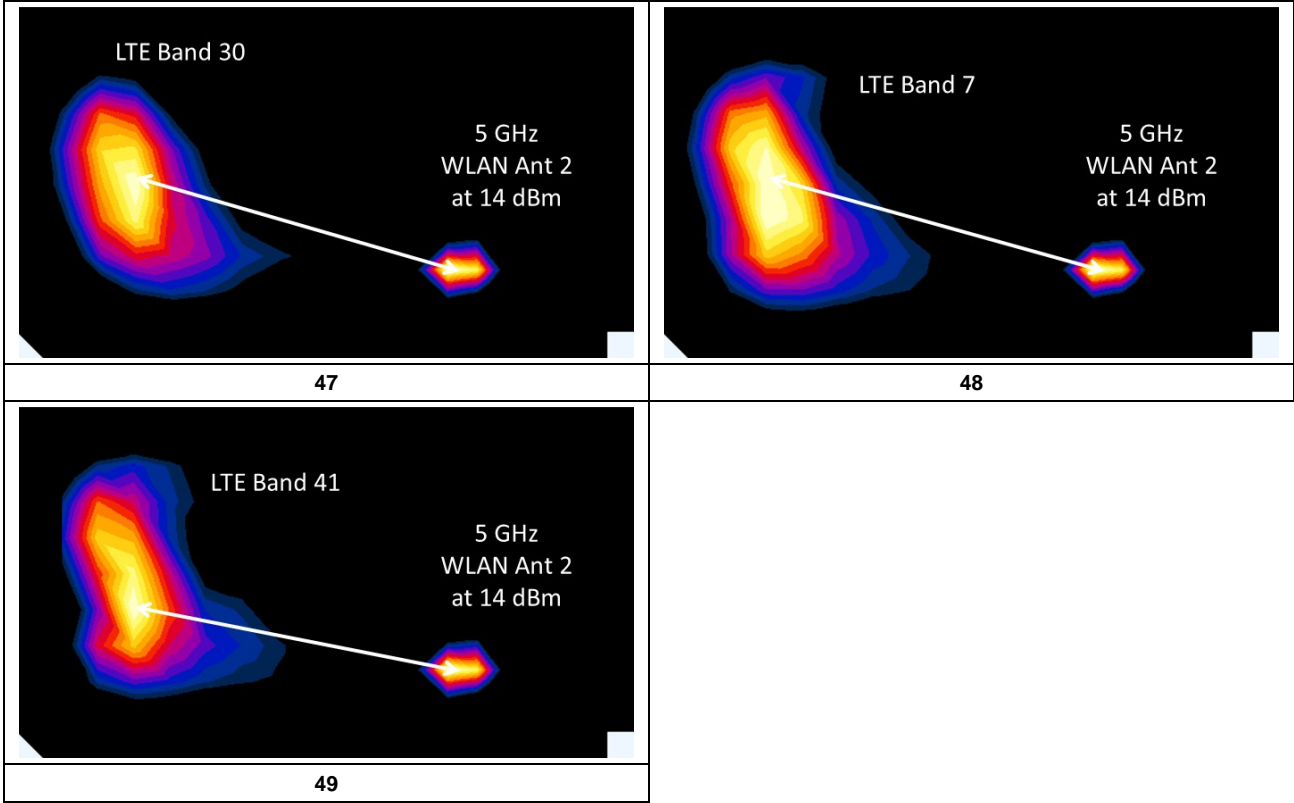 LTE Band 30
5 GHz
WLAN Ant 2
at 14 dBm
47
LTE Band 7
5 GHz
WLAN Ant 2
at 14 dBm
48
LTE Band 41
5 GHz
WLAN Ant 2
at 14 dBm
49